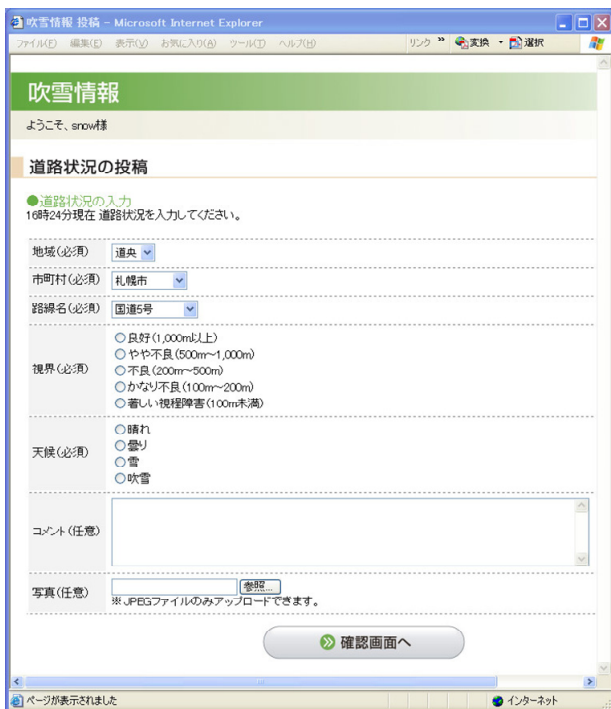 吹雪情報 投稿 - Microsoft Internet Explorer
ファイル(F) 編集(E) 表示(V) お気に入り(A) ツール(T) ヘルプ(H) リンク » 変換 選択
吹雪情報
ようこそ、snow様
道路状況の投稿
●道路状況の入力
16時24分現在 道路状況を入力してください。
地域(必須) 道央
市町村(必須) 札幌市
路線名(必須) 国道5号
視界(必須)
良好(1,000m以上)
やや不良(500m～1,000m)
不良(200m～500m)
かなり不良(100m～200m)
著しい視程障害(100m未満)
天候(必須)
晴れ
曇り
雪
吹雪
コメント(任意)
写真(任意) 参照...
※JPEGファイルのみアップロードできます。
確認画面へ
ページが表示されました インターネット